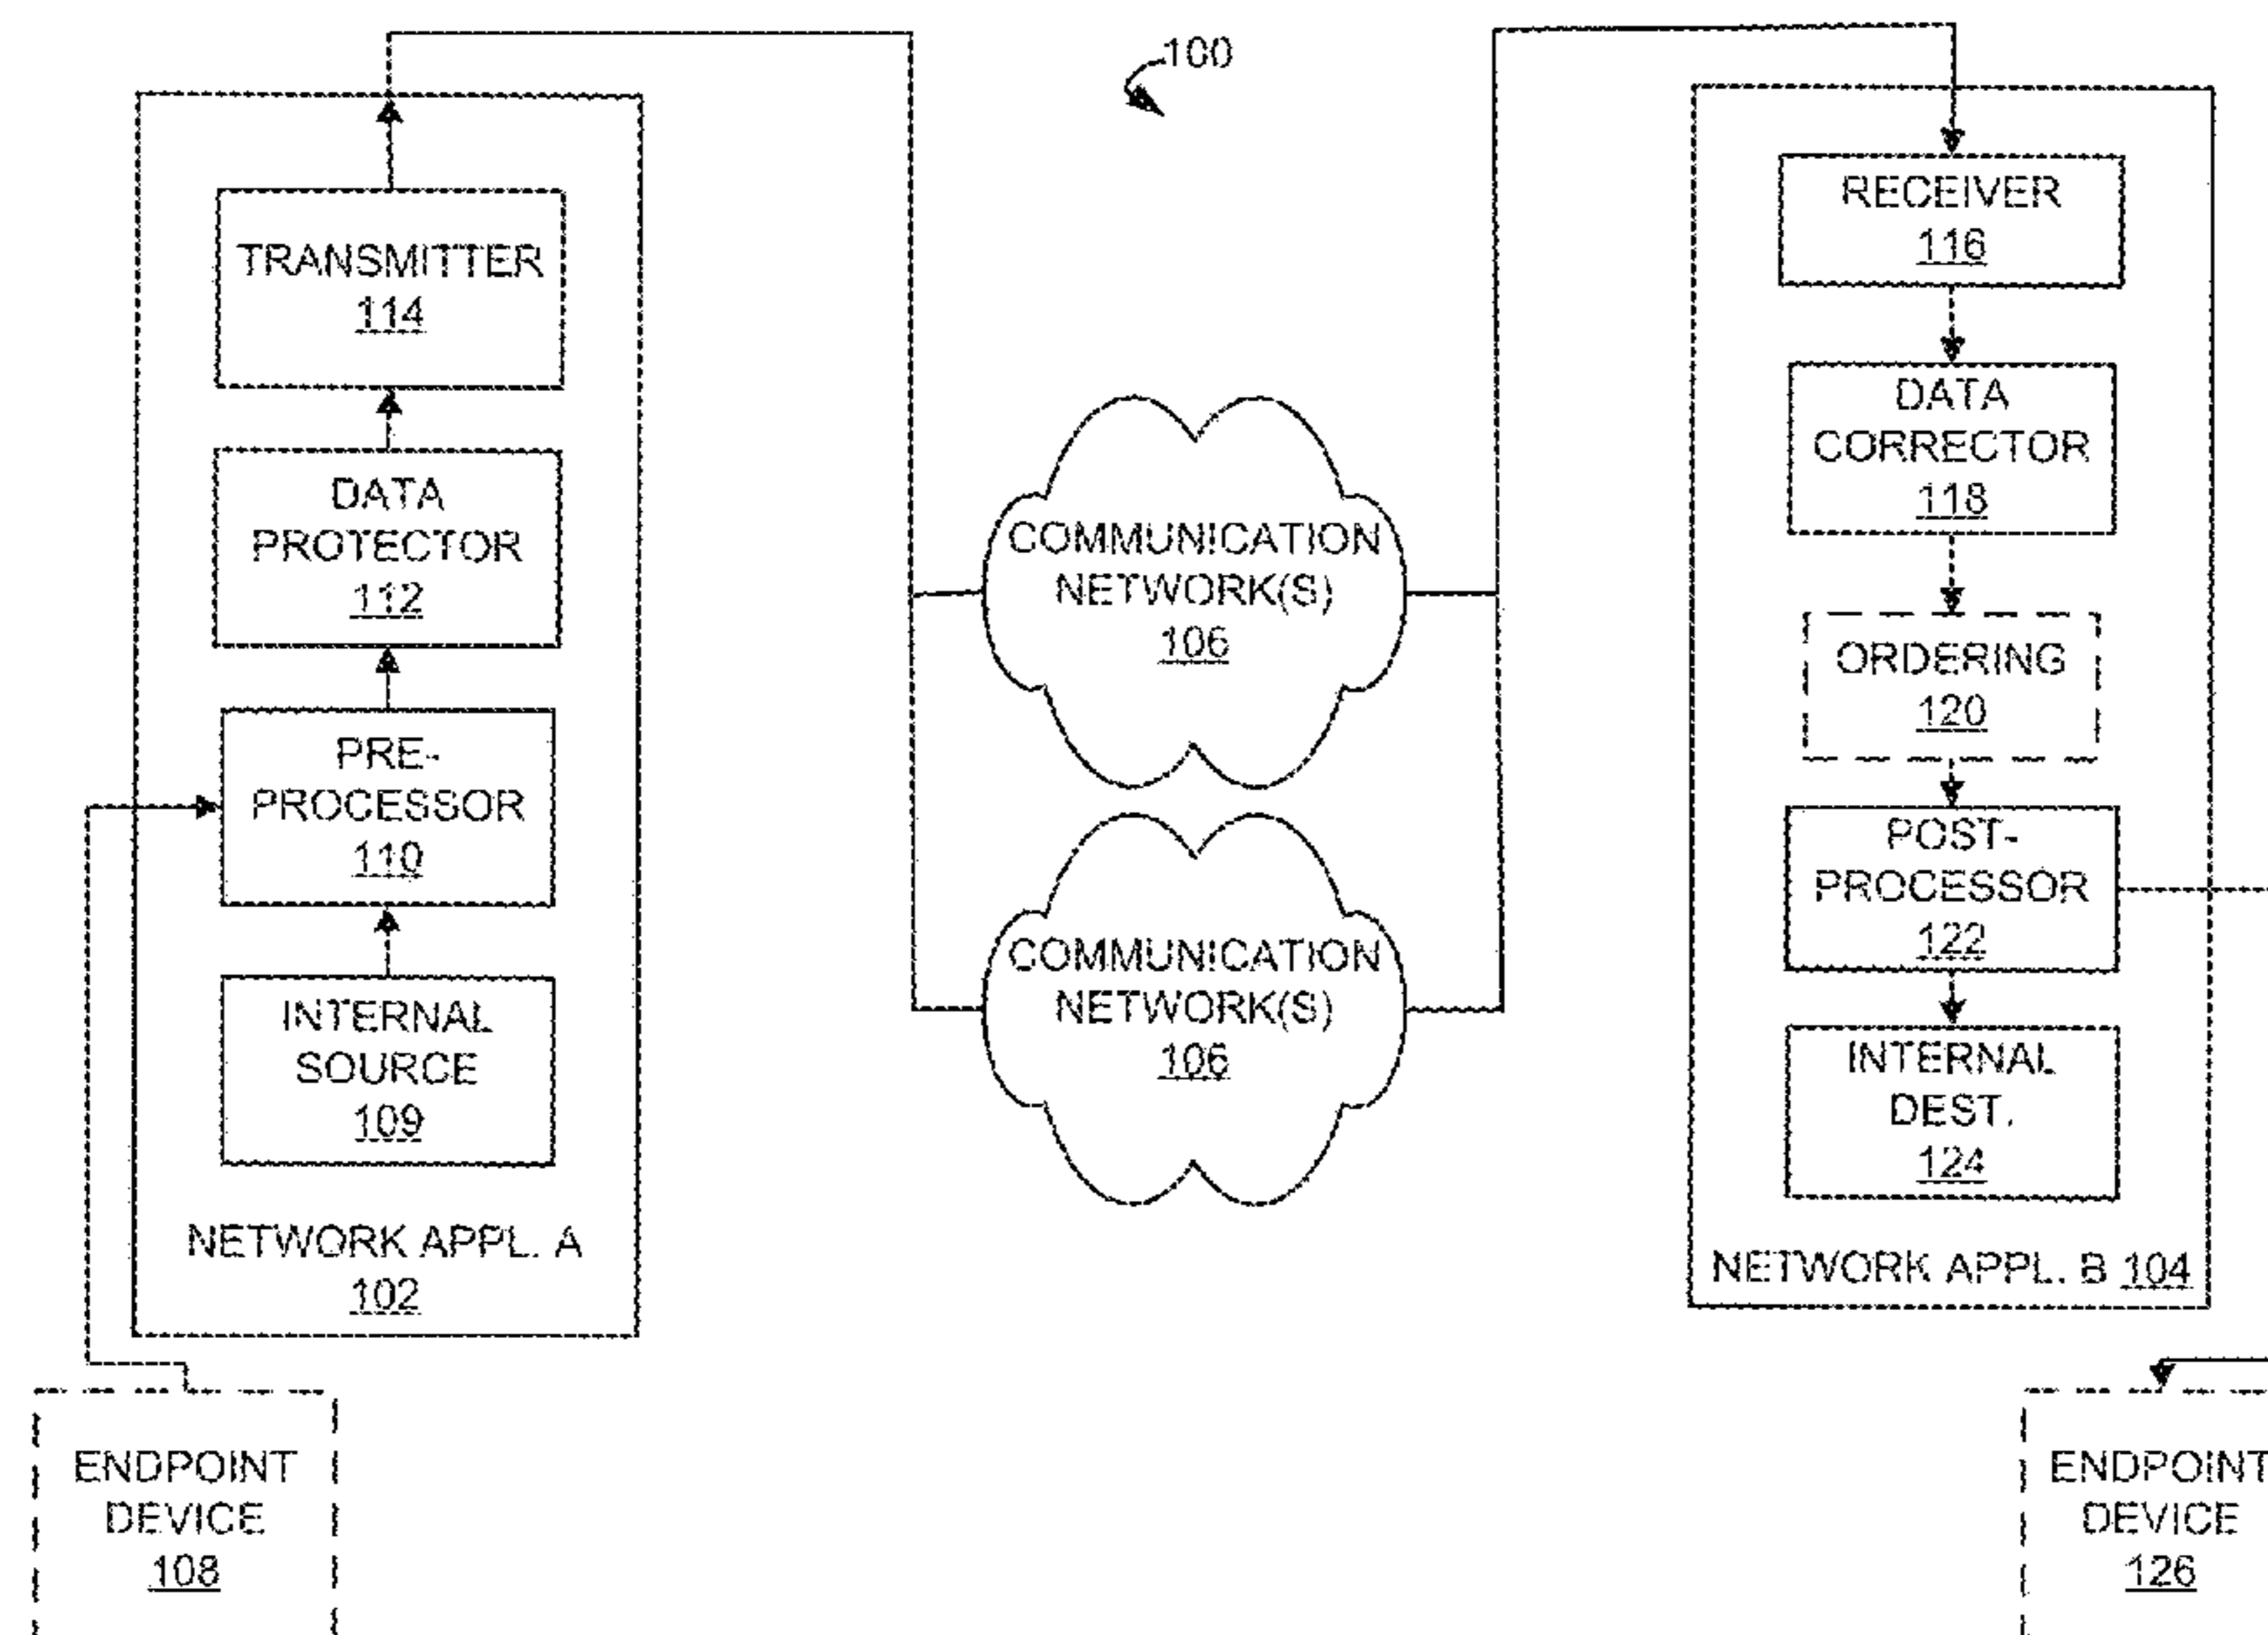 100
TRANSMITTER
114
DATA
PROTECTOR
112
PRE-
PROCESSOR
110
INTERNAL
SOURCE
109
NETWORK APPL. A
102
ENDPOINT
DEVICE
108
COMMUNICATION
NETWORK(S)
106
COMMUNICATION
NETWORK(S)
106
RECEIVER
116
DATA
CORRECTOR
118
ORDERING
120
POST-
PROCESSOR
122
INTERNAL
DEST.
124
NETWORK APPL. B 104
ENDPOINT
DEVICE
126